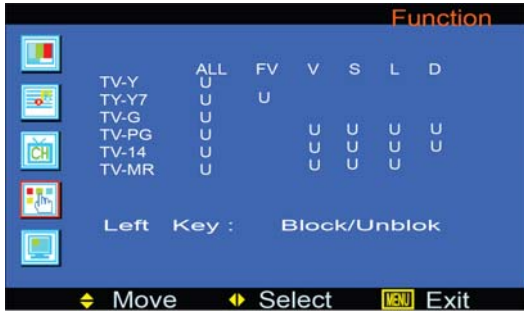 Function
ALL FV V S L D
TV-Y U
TY-Y7 U U
TV-G U
TV-PG U U U U U
TV-14 U U U U U
TV-MR U U U U
Left Key : Block/Unblok
CH
Move Select MENU Exit